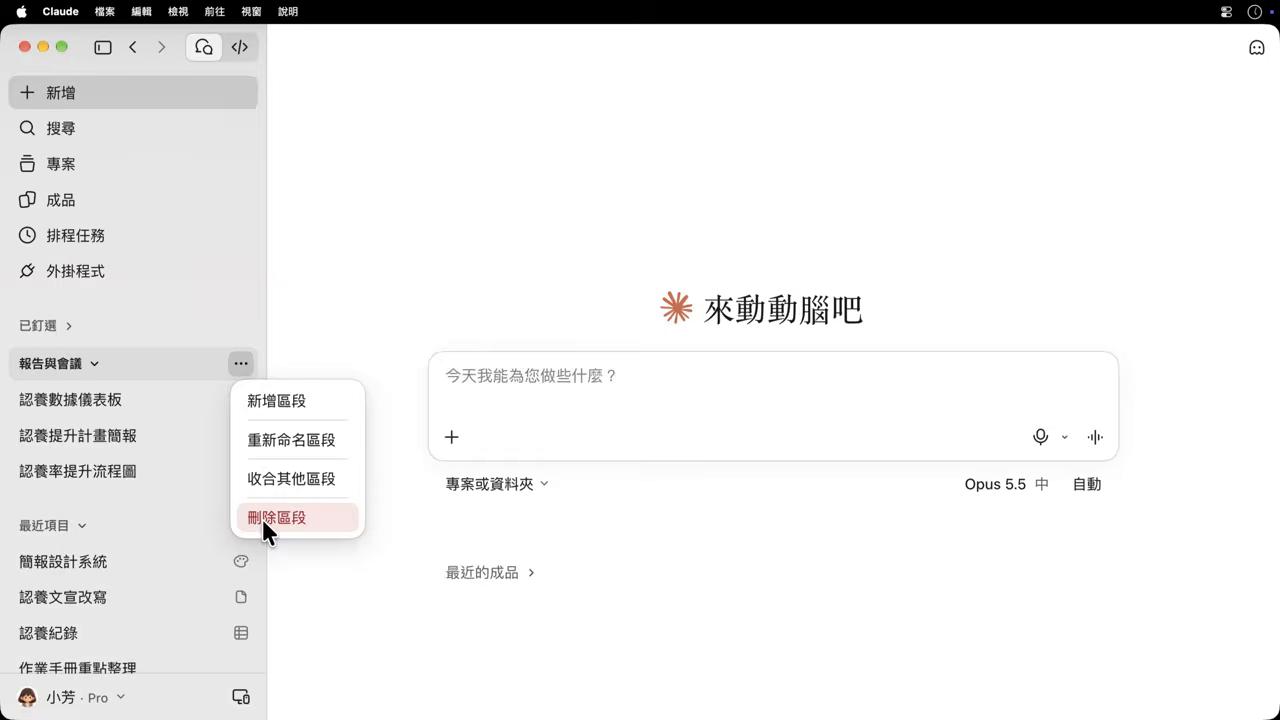 Claude 檔案 編輯 檢視 前往 視窗 說明
新增
搜尋
專案
成品
排程任務
外掛程式
已釘選
報告與會議
認養數據儀表板
認養提升計畫簡報
認養率提升流程圖
最近項目
簡報設計系統
認養文宣改寫
認養紀錄
作業手冊重點整理
小芳 · Pro
新增區段
重新命名區段
收合其他區段
刪除區段
來動動腦吧
今天我能為您做些什麼？
專案或資料夾
Opus 5.5 中 自動
最近的成品